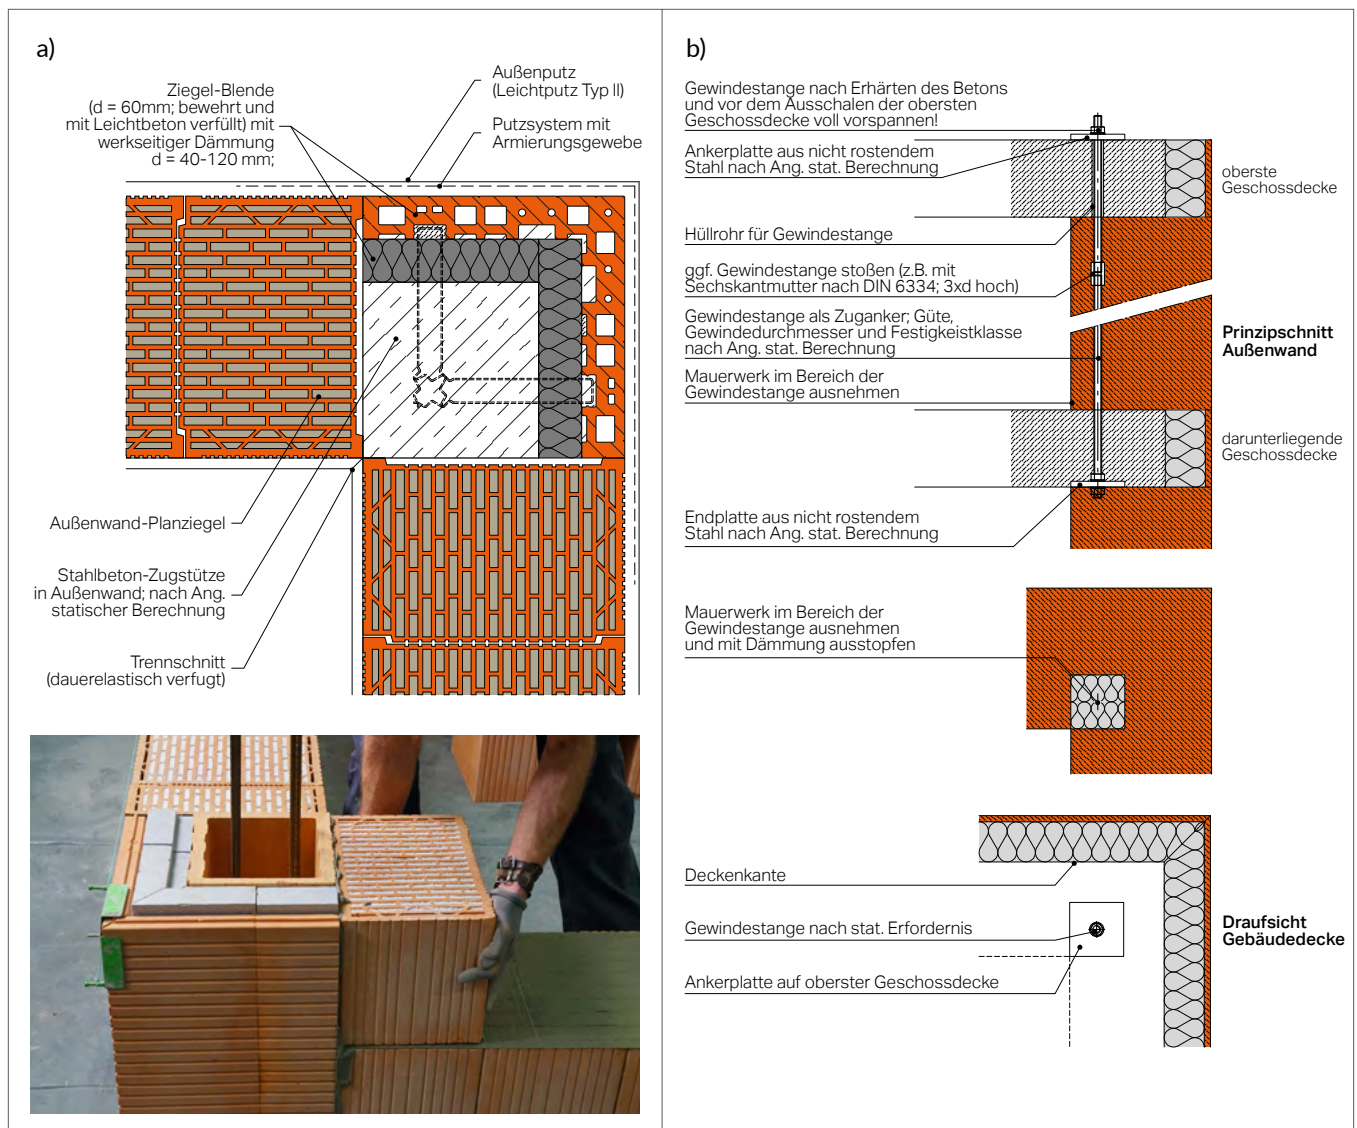 a)
Ziegel-Blende
(d = 60mm; bewehrt und
mit Leichtbeton verfüllt) mit
werkseitiger Dämmung
d = 40-120 mm;
Außenputz
(Leichtputz Typ II)
Putzsystem mit
Armierungsgewebe
Außenwand-Planziegel
Stahlbeton-Zugstütze
in Außenwand; nach Ang.
statischer Berechnung
Trennschnitt
(dauerelastisch verfugt)
b)
Gewindestange nach Erhärten des Betons
und vor dem Ausschalen der obersten
Geschossdecke voll vorspannen!
Ankerplatte aus nicht rostendem
Stahl nach Ang. stat. Berechnung
oberste
Geschossdecke
Hüllrohr für Gewindestange
ggf. Gewindestange stoßen (z.B. mit
Sechskantmutter nach DIN 6334; 3xd hoch)
Gewindestange als Zuganker; Güte,
Gewindedurchmesser und Festigkeistklasse
nach Ang. stat. Berechnung
Prinzipschnitt
Außenwand
Mauerwerk im Bereich der
Gewindestange ausnehmen
darunterliegende
Geschossdecke
Endplatte aus nicht rostendem
Stahl nach Ang. stat. Berechnung
Mauerwerk im Bereich der
Gewindestange ausnehmen
und mit Dämmung ausstopfen
Deckenkante
Gewindestange nach stat. Erfordernis
Ankerplatte auf oberster Geschossdecke
Draufsicht
Gebäudedecke